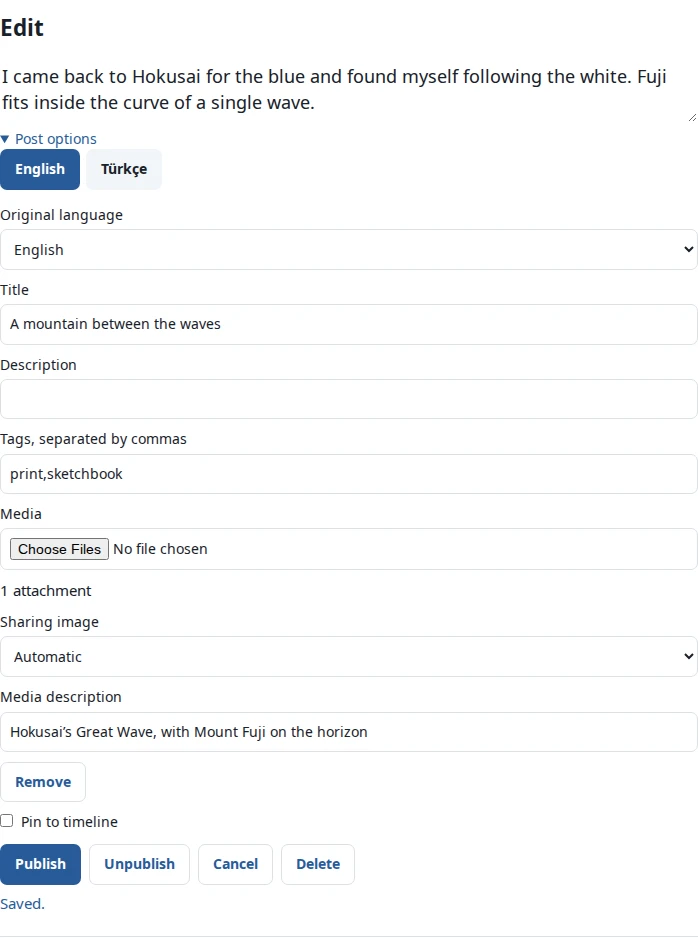 Edit
I came back to Hokusai for the blue and found myself following the white. Fuji
fits inside the curve of a single wave.
Post options
English Türkçe
Original language
English
Title
A mountain between the waves
Description
Tags, separated by commas
print,sketchbook
Media
Choose Files No file chosen
1 attachment
Sharing image
Automatic
Media description
Hokusai’s Great Wave, with Mount Fuji on the horizon
Remove
Pin to timeline
Publish Unpublish Cancel Delete
Saved.